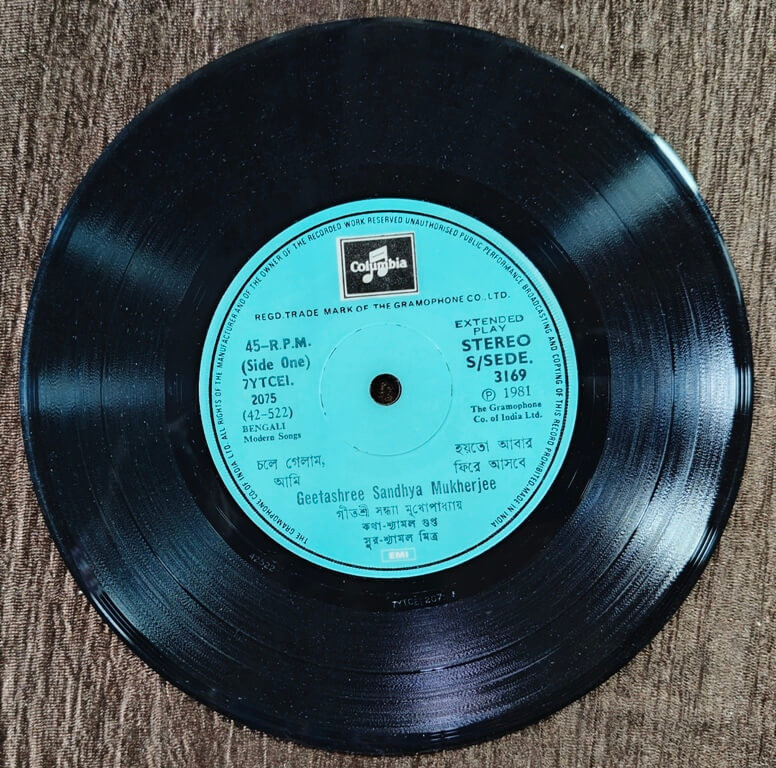 THE GRAMOPHONE CO. OF INDIA LTD. ALL RIGHTS OF THE MANUFACTURER AND OF THE OWNER OF THE RECORDED WORK RESERVED UNAUTHORISED PUBLIC PERFORMANCE BROADCASTING AND COPYING OF THIS RECORD PROHIBITED. MADE IN INDIA
Columbia
REGD. TRADE MARK OF THE GRAMOPHONE CO., LTD.
45-R.P.M.
(Side One)
7YTCEI.
2075
(42-522)
BENGALI
Modern Songs
EXTENDED
PLAY
STEREO
S/SEDE.
3169
Ⓟ 1981
The Gramophone
Co. of India Ltd.
চলে গেলাম,
আমি
হয়তো আবার
ফিরে আসবে
Geetashree Sandhya Mukherjee
গীতশ্রী সন্ধ্যা মুখোপাধ্যায়
কথা-শ্যামল গুপ্ত
সুর-শ্যামল মিত্র
EMI